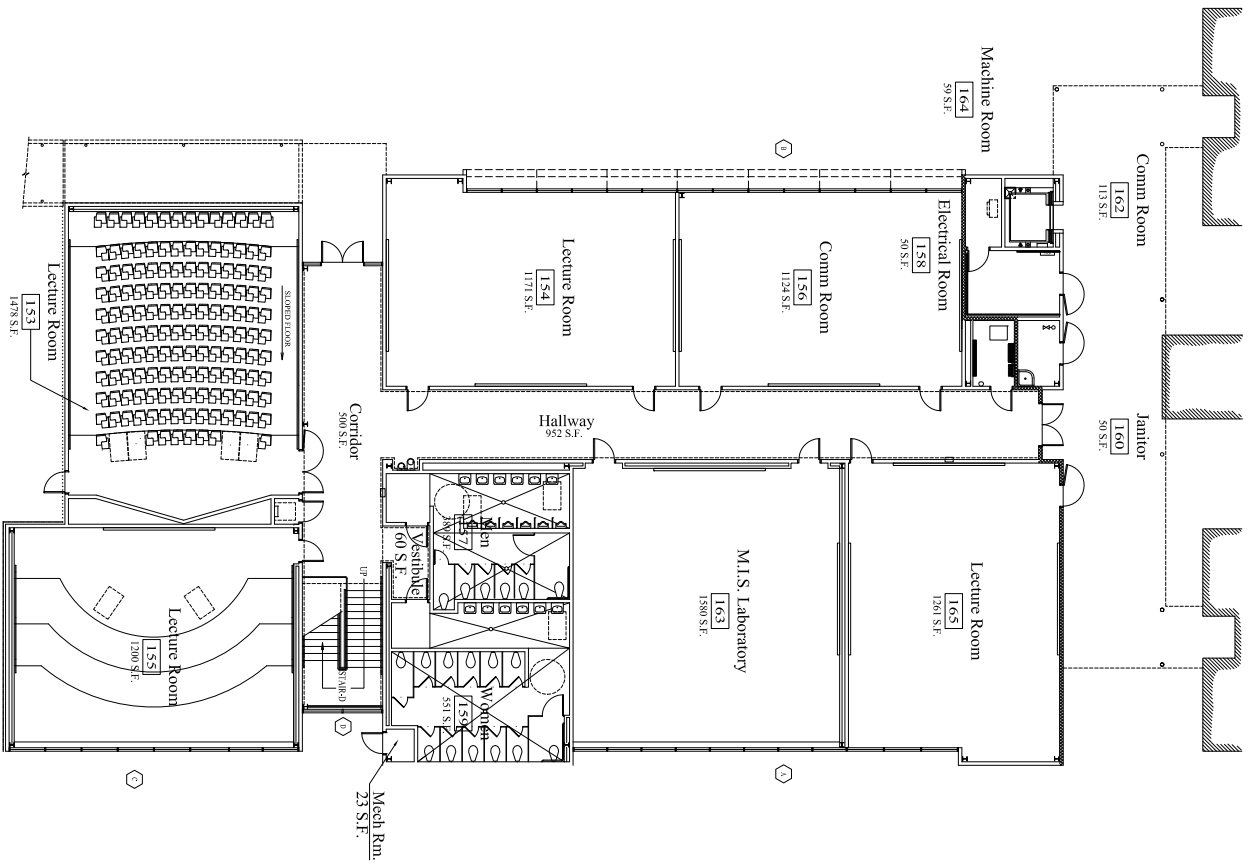 Machine Room
164
59 S.F.
Comm Room
162
113 S.F.
Electrical Room
158
50 S.F.
Janitor
160
50 S.F.
B
Lecture Room
154
1171 S.F.
Comm Room
156
1124 S.F.
Lecture Room
153
1478 S.F.
SLOPED FLOOR
Corridor
500 S.F.
Hallway
952 S.F.
Men
157
Vestibule
60 S.F
M.I.S. Laboratory
163
1580 S.F.
Lecture Room
165
1261 S.F.
Lecture Room
155
1200 S.F.
UP
STAIR-D
Women
159
551 S.F.
D
C
A
Mech Rm.
23 S.F.